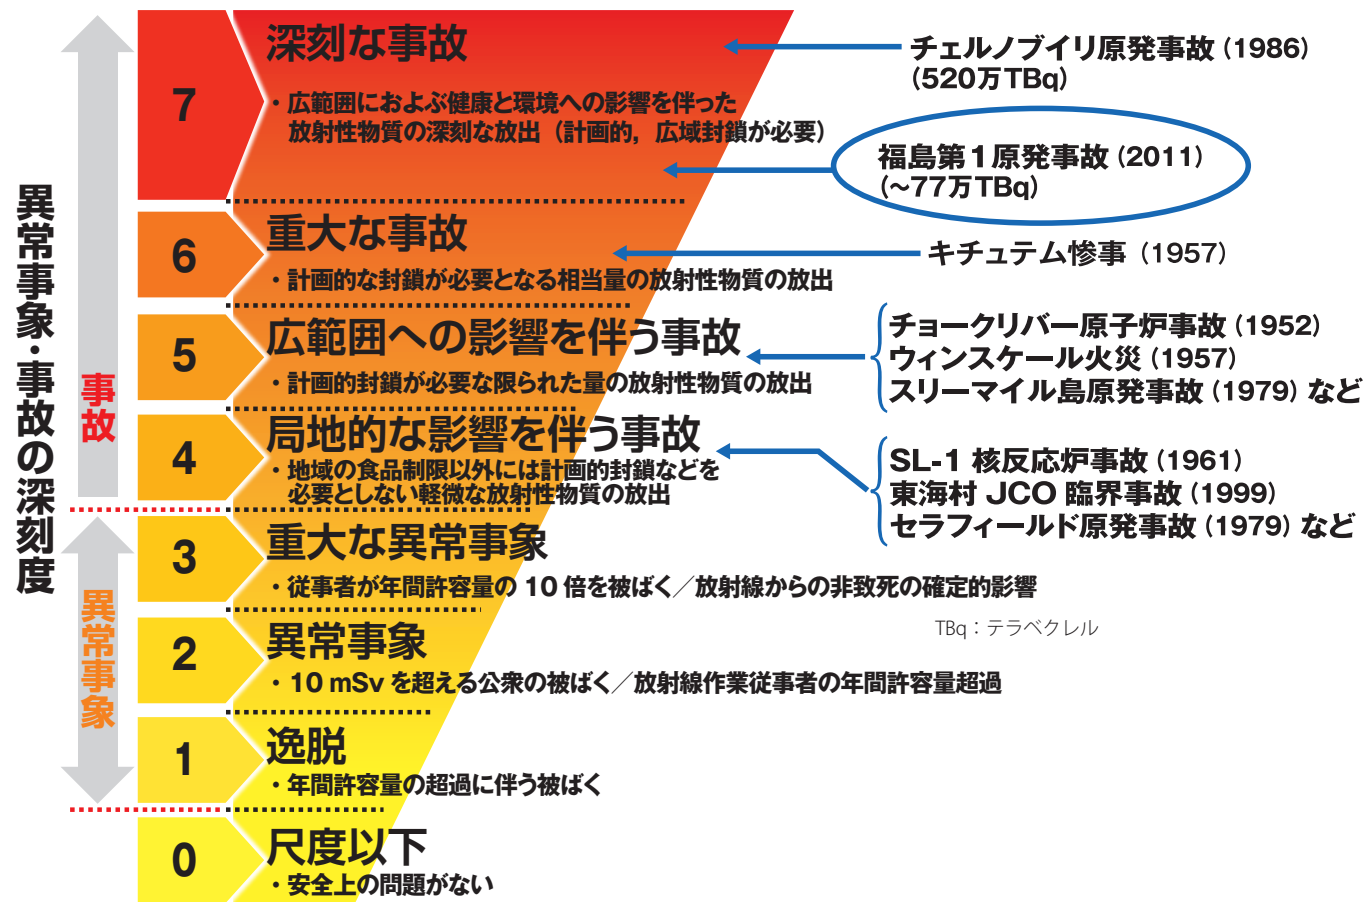 異常事象・事故の深刻度
事故
異常事象
7
深刻な事故
・広範囲におよぶ健康と環境への影響を伴った
放射性物質の深刻な放出（計画的，広域封鎖が必要）
チェルノブイリ原発事故（1986）
（520万TBq）
福島第1原発事故（2011）
（~77万TBq）
6
重大な事故
・計画的な封鎖が必要となる相当量の放射性物質の放出
キチュテム惨事（1957）
5
広範囲への影響を伴う事故
・計画的封鎖が必要な限られた量の放射性物質の放出
チョークリバー原子炉事故（1952）
ウィンスケール火災（1957）
スリーマイル島原発事故（1979）など
4
局地的な影響を伴う事故
・地域の食品制限以外には計画的封鎖などを
必要としない軽微な放射性物質の放出
SL-1 核反応炉事故（1961）
東海村 JCO 臨界事故（1999）
セラフィールド原発事故（1979）など
3
重大な異常事象
・従事者が年間許容量の 10 倍を被ばく／放射線からの非致死の確定的影響
TBq：テラベクレル
2
異常事象
・10 mSv を超える公衆の被ばく／放射線作業従事者の年間許容量超過
1
逸脱
・年間許容量の超過に伴う被ばく
0
尺度以下
・安全上の問題がない